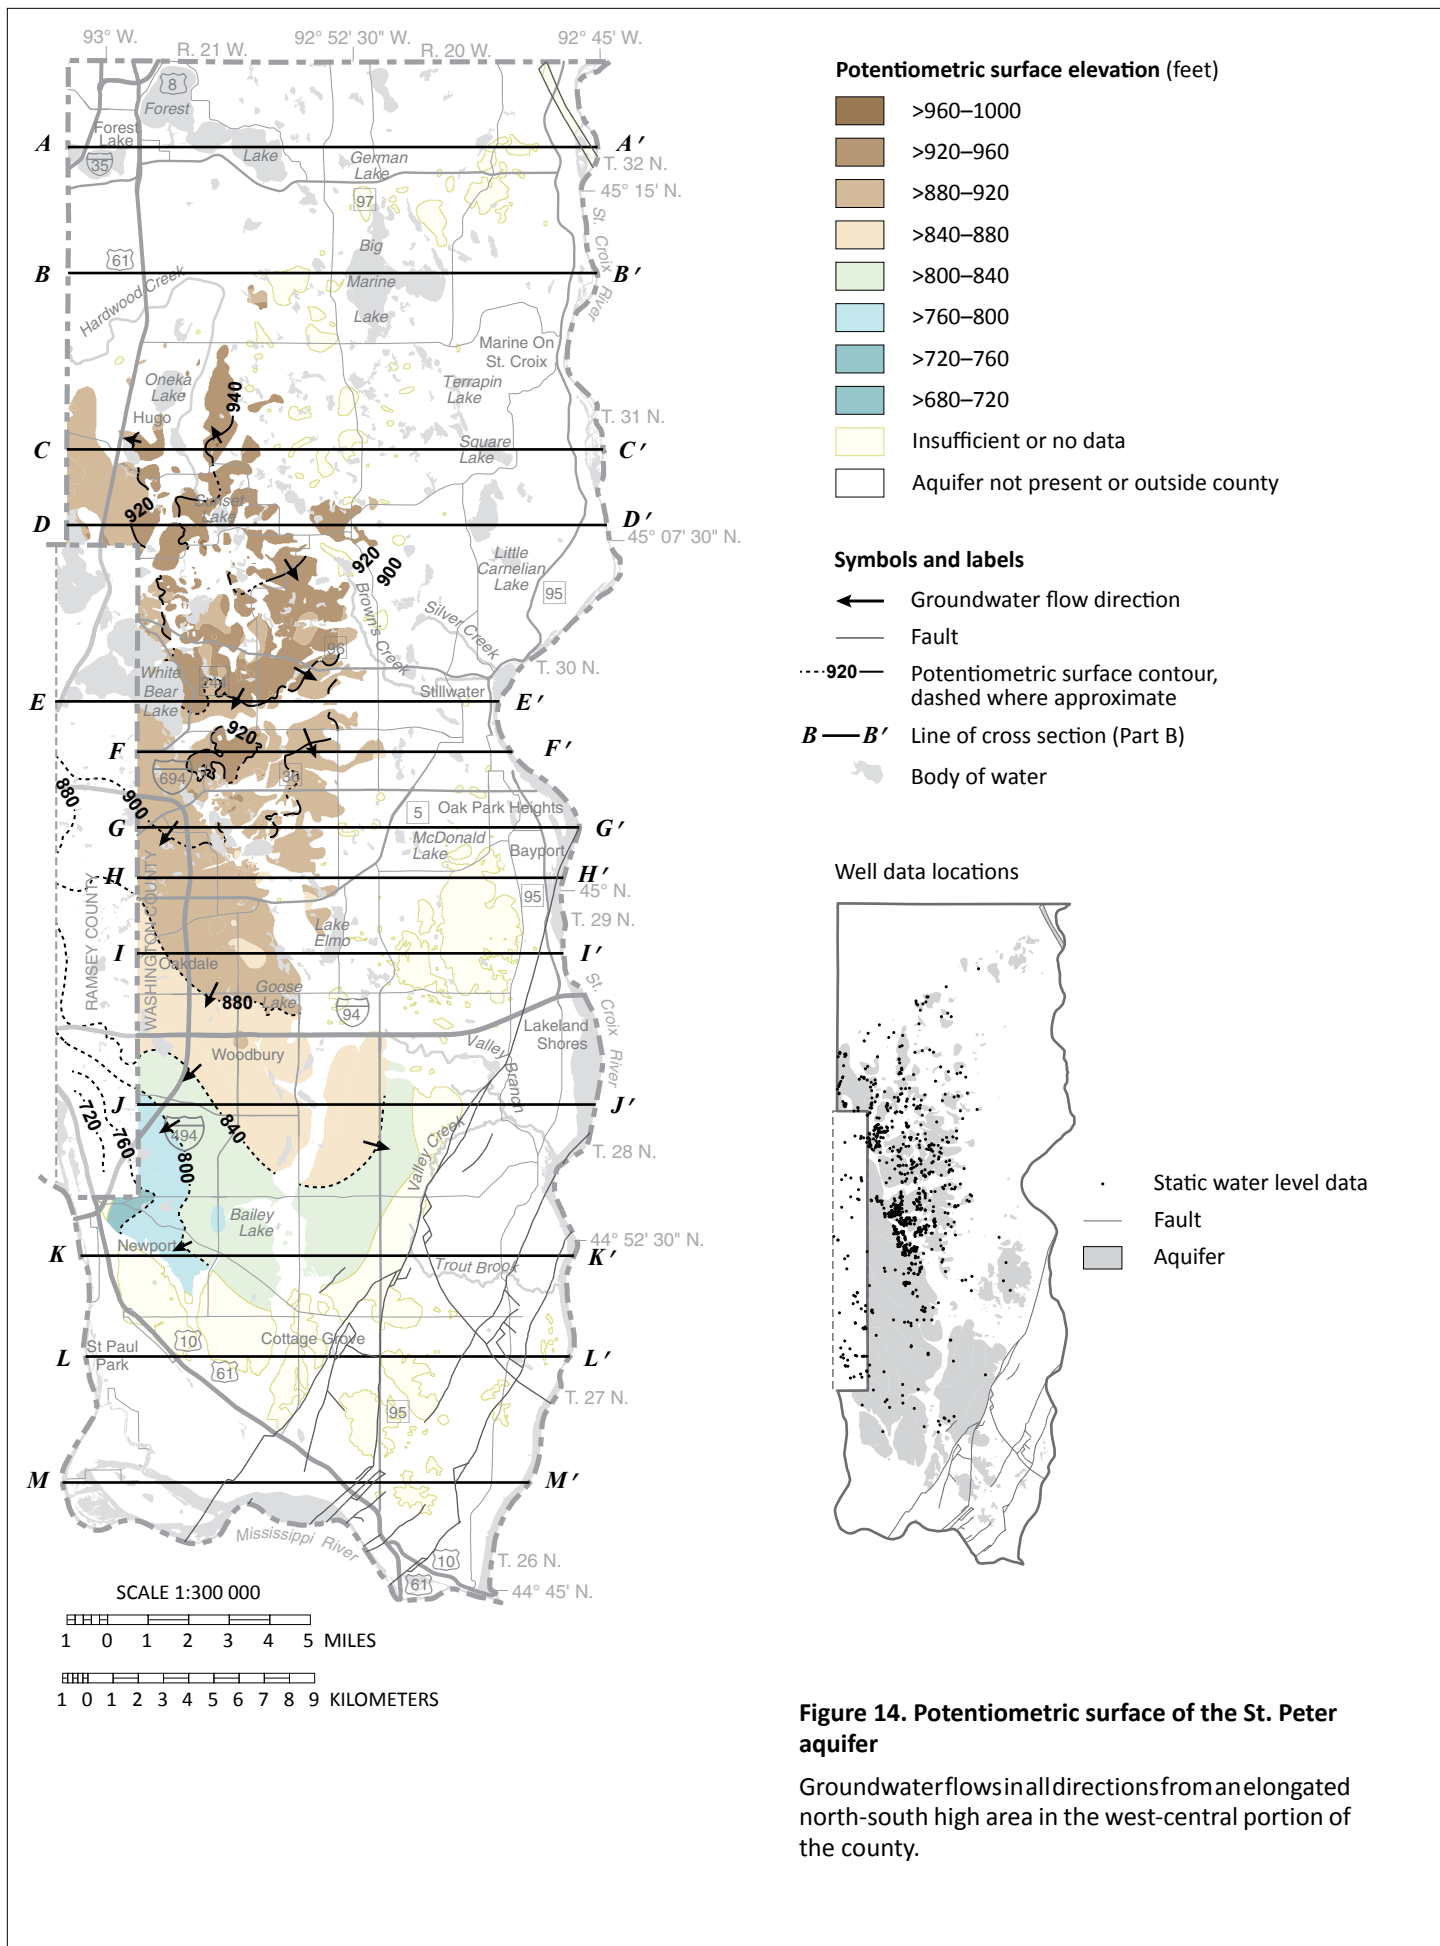 93° W.
92° 52' 30" W.
92° 45' W.
R. 21 W.
R. 20 W.
8
Forest
Forest
Lake
35
A
A'
Lake
German
Lake
T. 32 N.
45° 15' N.
97
St. Croix River
Big
61
B
B'
Marine
Hardwood Creek
Lake
Marine On
St. Croix
Oneka
Lake
940
Terrapin
Lake
Hugo
T. 31 N.
C
C'
Square
Lake
920
Sunset
Lake
D
D'
45° 07' 30" N.
920
900
Little
Carnelian
Lake
95
Brown's Creek
Silver Creek
96
White
Bear
Lake
244
T. 30 N.
Stillwater
E
E'
920
F
F'
694
36
880
900
5
Oak Park Heights
G
G'
McDonald
Lake
Bayport
RAMSEY COUNTY
WASHINGTON COUNTY
H
H'
45° N.
95
Lake
Elmo
T. 29 N.
I
I'
Oakdale
Goose
Lake
880
94
St. Croix River
Lakeland
Shores
Woodbury
Valley Branch
J
J'
720
760
494
840
800
Valley Creek
T. 28 N.
Bailey
Lake
Newport
44° 52' 30" N.
K
K'
Trout Brook
10
Cottage Grove
St Paul
Park
L
L'
61
T. 27 N.
95
M
M'
Mississippi River
10
T. 26 N.
61
44° 45' N.
SCALE 1:300 000
1 0 1 2 3 4 5 MILES
1 0 1 2 3 4 5 6 7 8 9 KILOMETERS
Potentiometric surface elevation (feet)
>960–1000
>920–960
>880–920
>840–880
>800–840
>760–800
>720–760
>680–720
Insufficient or no data
Aquifer not present or outside county
Symbols and labels
Groundwater flow direction
Fault
920 Potentiometric surface contour,
dashed where approximate
B B' Line of cross section (Part B)
Body of water
Well data locations
Static water level data
Fault
Aquifer
Figure 14. Potentiometric surface of the St. Peter
aquifer
Groundwater flows in all directions from an elongated
north-south high area in the west-central portion of
the county.